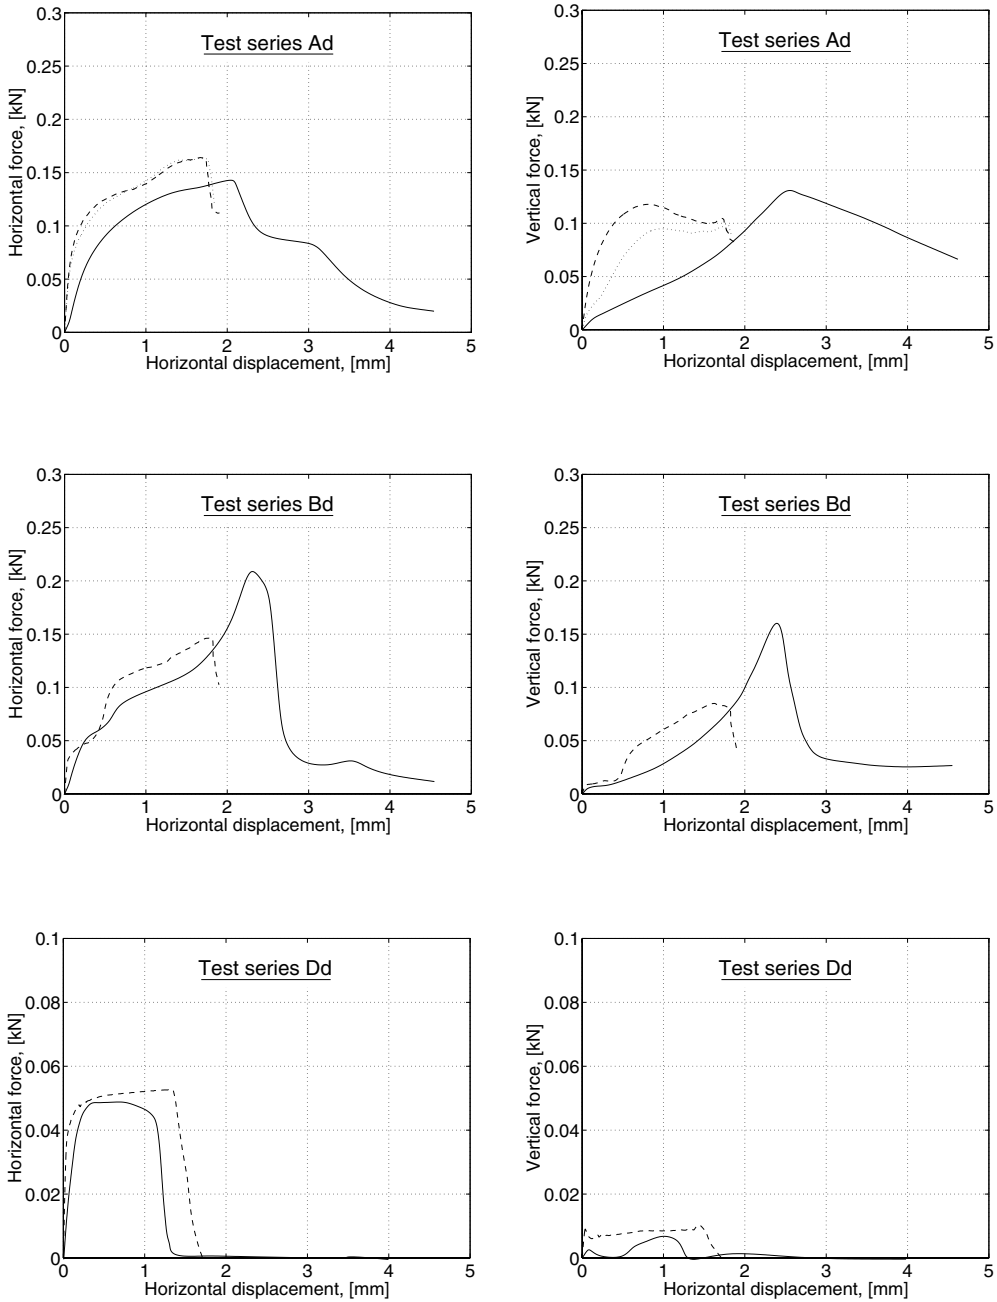 Test series Ad
Horizontal force, [kN]
0.3
0.25
0.2
0.15
0.1
0.05
0
0 1 2 3 4 5
Horizontal displacement, [mm]
Test series Ad
Vertical force, [kN]
0.3
0.25
0.2
0.15
0.1
0.05
0
0 1 2 3 4 5
Horizontal displacement, [mm]
Test series Bd
Horizontal force, [kN]
0.3
0.25
0.2
0.15
0.1
0.05
0
0 1 2 3 4 5
Horizontal displacement, [mm]
Test series Bd
Vertical force, [kN]
0.3
0.25
0.2
0.15
0.1
0.05
0
0 1 2 3 4 5
Horizontal displacement, [mm]
Test series Dd
Horizontal force, [kN]
0.1
0.08
0.06
0.04
0.02
0
0 1 2 3 4 5
Horizontal displacement, [mm]
Test series Dd
Vertical force, [kN]
0.1
0.08
0.06
0.04
0.02
0
0 1 2 3 4 5
Horizontal displacement, [mm]